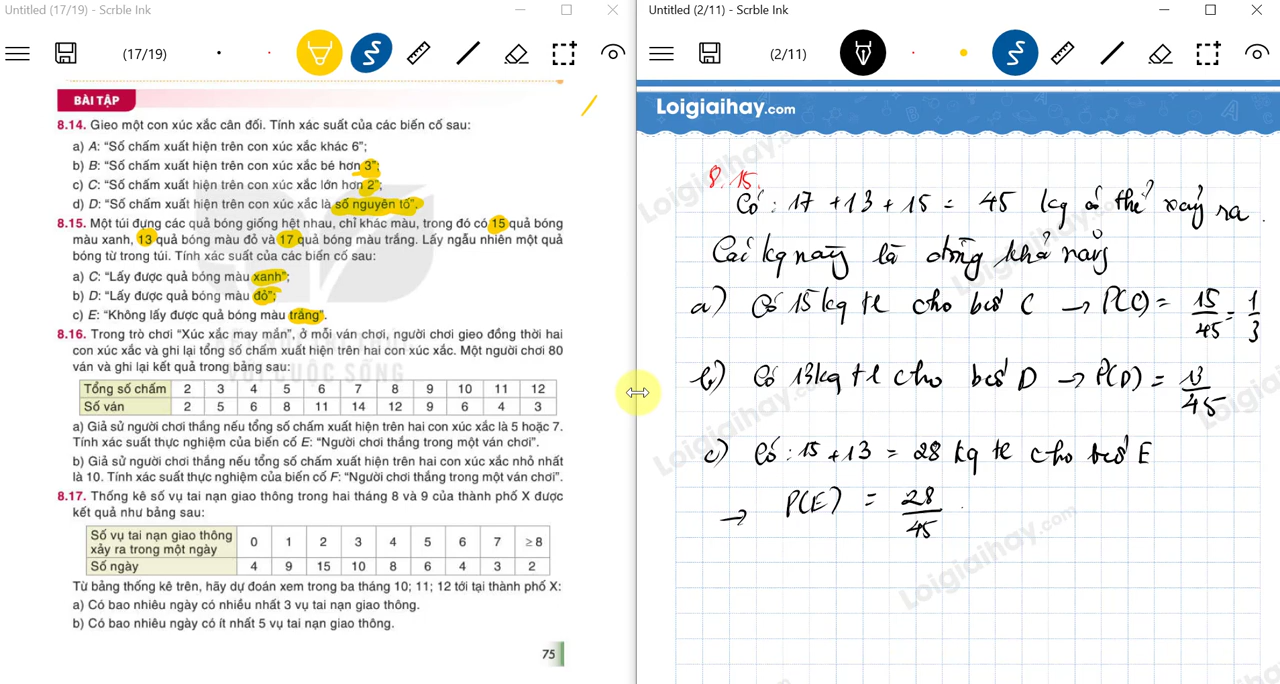 Untitled (17/19) - Scrble Ink
(17/19)
BÀI TẬP
8.14. Gieo một con xúc xắc cân đối. Tính xác suất của các biến cố sau:
a) A: "Số chấm xuất hiện trên con xúc xắc khác 6";
b) B: "Số chấm xuất hiện trên con xúc xắc bé hơn 3";
c) C: "Số chấm xuất hiện trên con xúc xắc lớn hơn 2";
d) D: "Số chấm xuất hiện trên con xúc xắc là số nguyên tố".
8.15. Một túi đựng các quả bóng giống hệt nhau, chỉ khác màu, trong đó có 15 quả bóng
màu xanh, 13 quả bóng màu đỏ và 17 quả bóng màu trắng. Lấy ngẫu nhiên một quả
bóng từ trong túi. Tính xác suất của các biến cố sau:
a) C: "Lấy được quả bóng màu xanh";
b) D: "Lấy được quả bóng màu đỏ";
c) E: "Không lấy được quả bóng màu trắng".
8.16. Trong trò chơi "Xúc xắc may mắn", ở mỗi ván chơi, người chơi gieo đồng thời hai
con xúc xắc và ghi lại tổng số chấm xuất hiện trên hai con xúc xắc. Một người chơi 80
ván và ghi lại kết quả trong bảng sau:
Tổng số chấm 2 3 4 5 6 7 8 9 10 11 12
Số ván 2 5 6 8 11 14 12 9 6 4 3
a) Giả sử người chơi thắng nếu tổng số chấm xuất hiện trên hai con xúc xắc là 5 hoặc 7.
Tính xác suất thực nghiệm của biến cố E: "Người chơi thắng trong một ván chơi".
b) Giả sử người chơi thắng nếu tổng số chấm xuất hiện trên hai con xúc xắc nhỏ nhất
là 10. Tính xác suất thực nghiệm của biến cố F: "Người chơi thắng trong một ván chơi".
8.17. Thống kê số vụ tai nạn giao thông trong hai tháng 8 và 9 của thành phố X được
kết quả như bảng sau:
Số vụ tai nạn giao thông
xảy ra trong một ngày 0 1 2 3 4 5 6 7 ≥ 8
Số ngày 4 9 15 10 8 6 4 3 2
Từ bảng thống kê trên, hãy dự đoán xem trong ba tháng 10; 11; 12 tới tại thành phố X:
a) Có bao nhiêu ngày có nhiều nhất 3 vụ tai nạn giao thông.
b) Có bao nhiêu ngày có ít nhất 5 vụ tai nạn giao thông.
75
Untitled (2/11) - Scrble Ink
(2/11)
Loigiaihay.com
8.15.
Có: 17 + 13 + 15 = 45 kq có thể xảy ra
Các kq này là đồng khả năng
a) Có 15 kq tl cho bcố C → P(C) = 15/45 = 1/3
b) Có 13 kq tl cho bcố D → P(D) = 13/45
c) Có: 15 + 13 = 28 kq tl cho bcố E
→ P(E) = 28/45